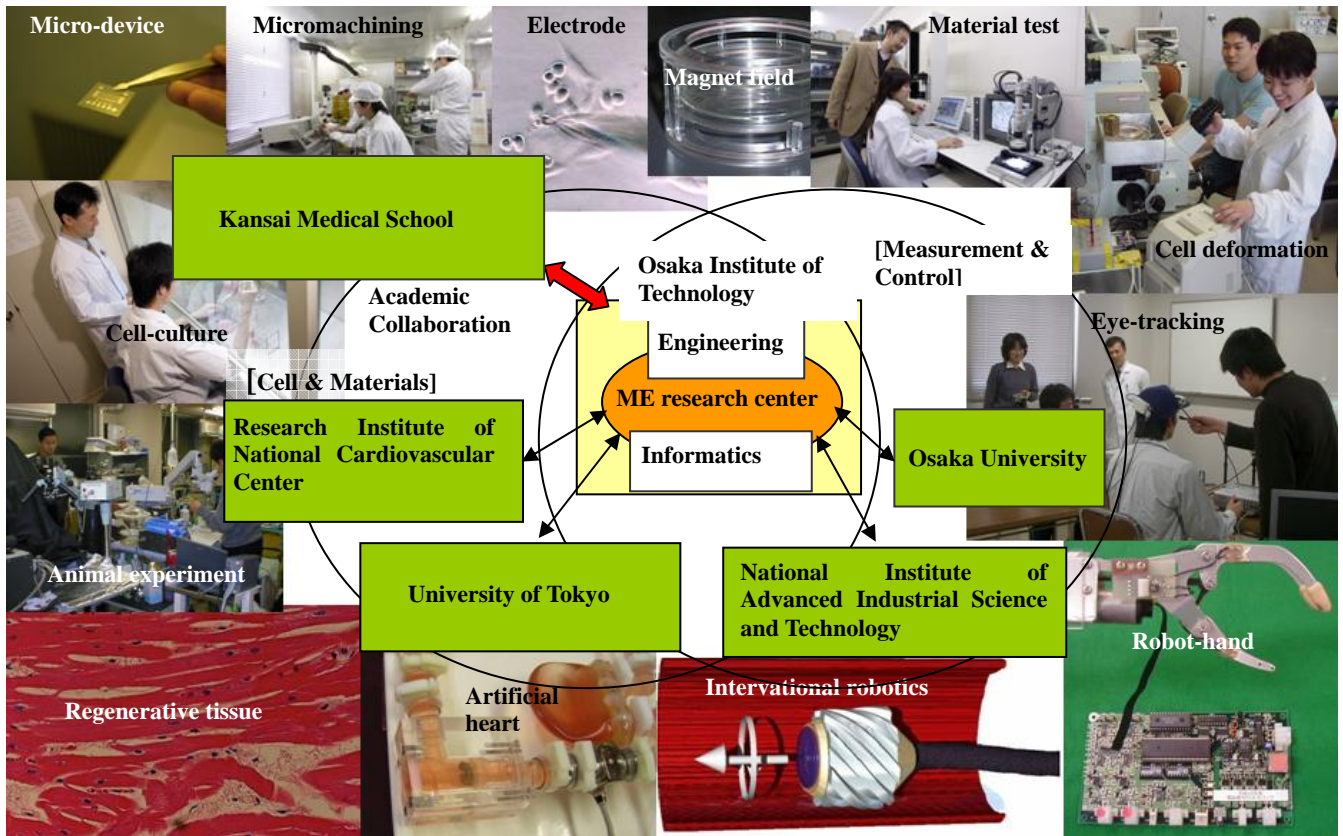 Micro-device
Micromachining
Electrode
Magnet field
Material test
Kansai Medical School
Cell deformation
[Measurement &
Control]
Osaka Institute of
Technology
Academic
Collaboration
Cell-culture
Engineering
Eye-tracking
[Cell & Materials]
ME research center
Research Institute of
National Cardiovascular
Center
Informatics
Osaka University
Animal experiment
University of Tokyo
National Institute of
Advanced Industrial Science
and Technology
Robot-hand
Regenerative tissue
Artificial
heart
Intervational robotics